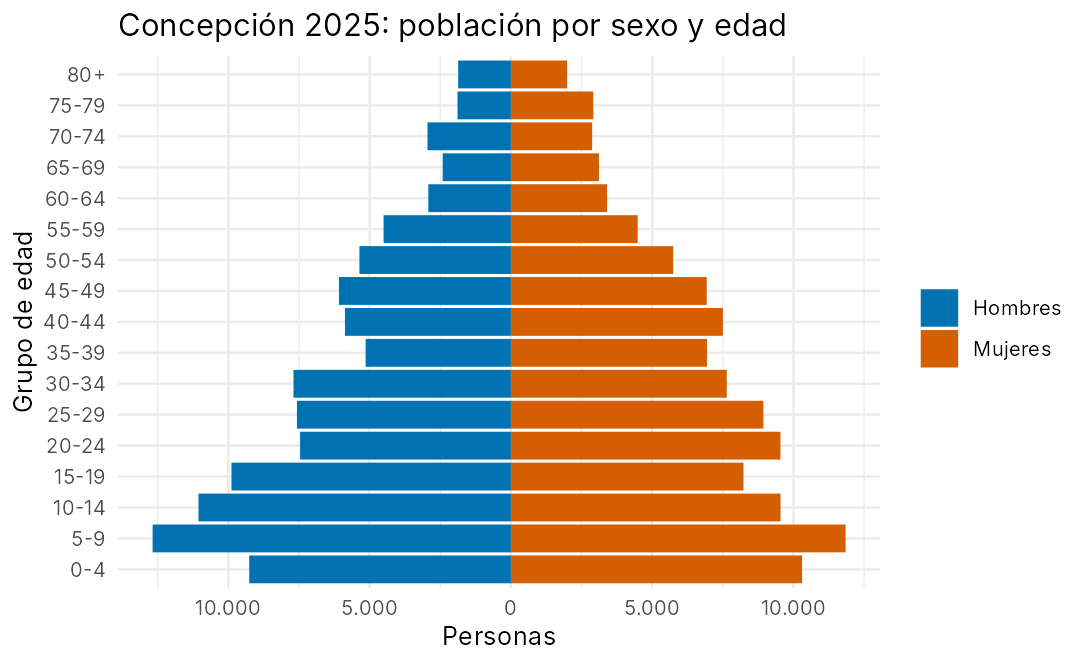 Concepción 2025: población por sexo y edad
Grupo de edad
80+
75-79
70-74
65-69
60-64
55-59
50-54
45-49
40-44
35-39
30-34
25-29
20-24
15-19
10-14
5-9
0-4
10.000 5.000 0 5.000 10.000
Personas
Hombres
Mujeres